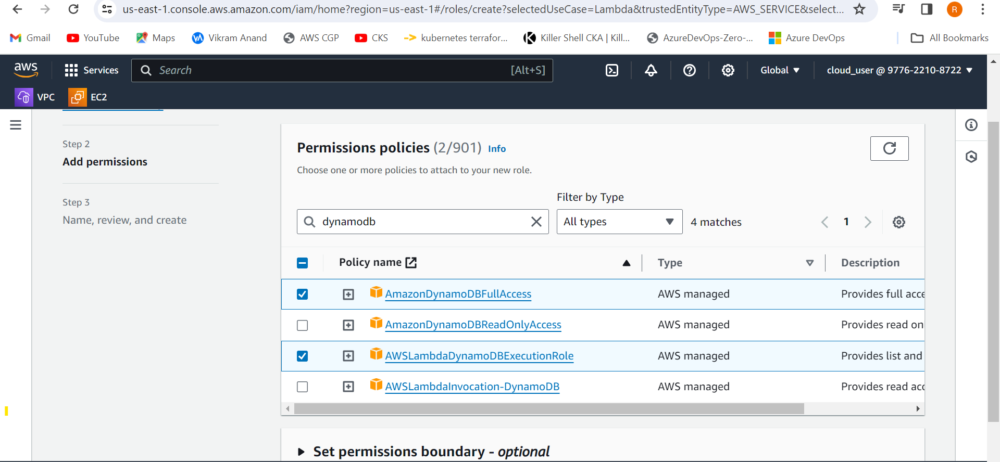 us-east-1.console.aws.amazon.com/iam/home?region=us-east-1#/roles/create?selectedUseCase=Lambda&trustedEntityType=AWS_SERVICE&select...
R
Gmail YouTube Maps VA Vikram Anand AWS CGP CKS kubernetes terrafor... Killer Shell CKA | Kill... AzureDevOps-Zero-... Azure DevOps All Bookmarks
aws Services Search [Alt+S] Global cloud_user @ 9776-2210-8722
VPC EC2
Step 2
Add permissions
Step 3
Name, review, and create
Permissions policies (2/901) Info
Choose one or more policies to attach to your new role.
Filter by Type
dynamodb All types 4 matches 1
Policy name Type Description
AmazonDynamoDBFullAccess AWS managed Provides full acce
AmazonDynamoDBReadOnlyAccess AWS managed Provides read on
AWSLambdaDynamoDBExecutionRole AWS managed Provides list and
AWSLambdaInvocation-DynamoDB AWS managed Provides read acc
Set permissions boundary - optional